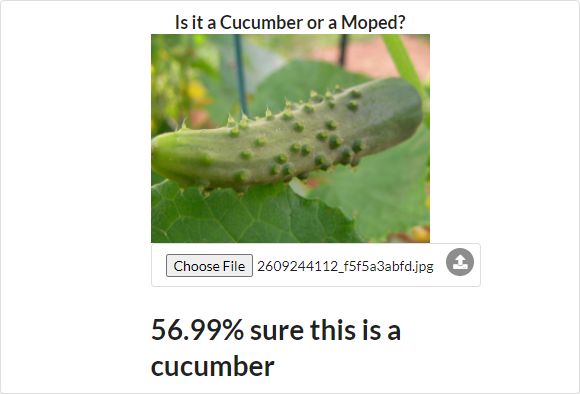 Is it a Cucumber or a Moped?
Choose File 2609244112_f5f5a3abfd.jpg
56.99% sure this is a
cucumber